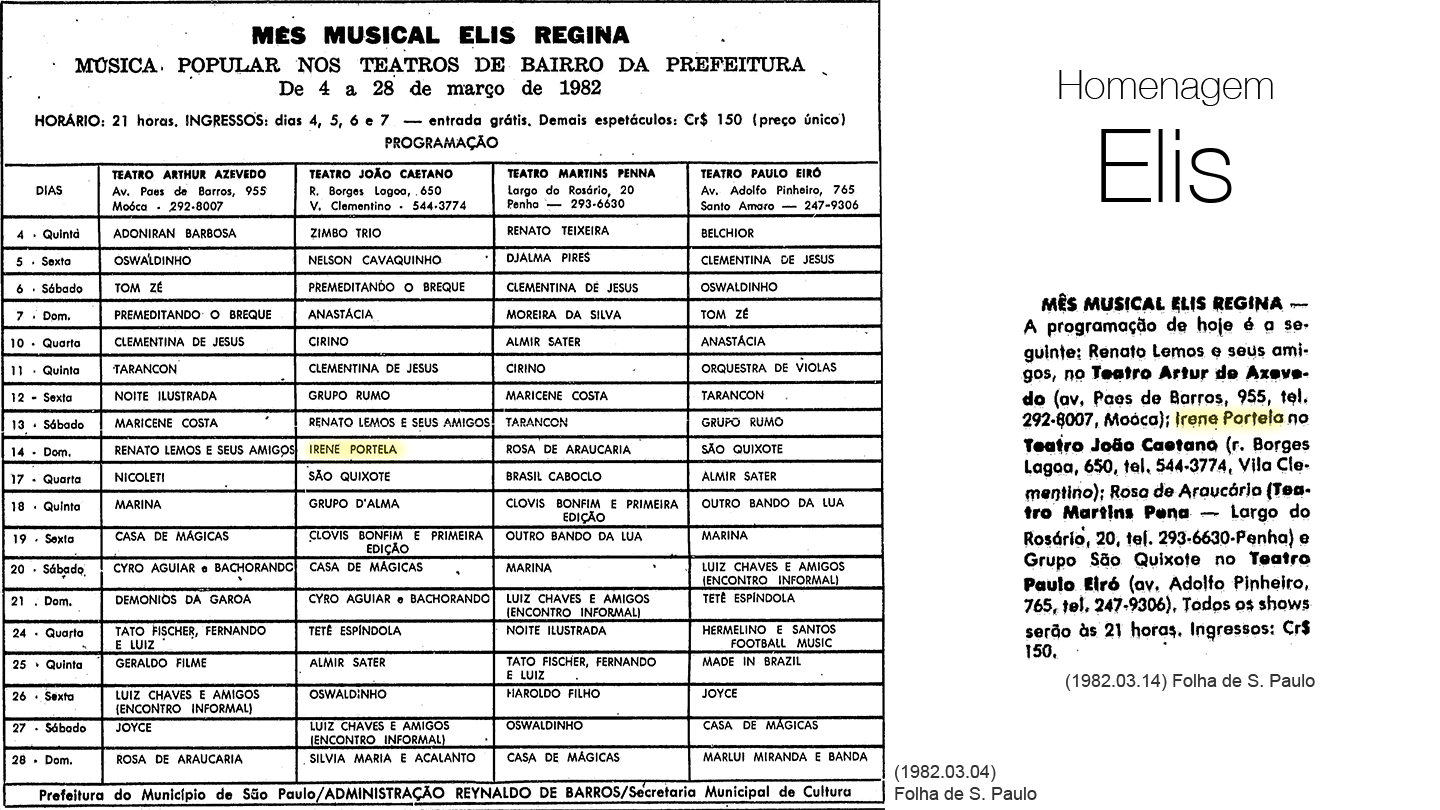 MÊS MUSICAL ELIS REGINA
MÚSICA POPULAR NOS TEATROS DE BAIRRO DA PREFEITURA
De 4 a 28 de março de 1982
HORÁRIO: 21 horas. INGRESSOS: dias 4, 5, 6 e 7 — entrada grátis. Demais espetáculos: Cr$ 150 (preço único)
PROGRAMAÇÃO
DIAS
TEATRO ARTHUR AZEVEDO
Av. Paes de Barros, 955
Moóca - 292-8007
TEATRO JOÃO CAETANO
R. Borges Lagoa, 650
V. Clementino - 544-3774
TEATRO MARTINS PENNA
Largo do Rosário, 20
Penha — 293-6630
TEATRO PAULO EIRÓ
Av. Adolfo Pinheiro, 765
Santo Amaro — 247-9306
4 - Quinta ADONIRAN BARBOSA ZIMBO TRIO RENATO TEIXEIRA BELCHIOR
5 - Sexta OSWALDINHO NELSON CAVAQUINHO DJALMA PIRES CLEMENTINA DE JESUS
6 - Sábado TOM ZÉ PREMEDITANDO O BREQUE CLEMENTINA DE JESUS OSWALDINHO
7 - Dom. PREMEDITANDO O BREQUE ANASTÁCIA MOREIRA DA SILVA TOM ZÉ
10 - Quarta CLEMENTINA DE JESUS CIRINO ALMIR SATER ANASTÁCIA
11 - Quinta TARANCON CLEMENTINA DE JESUS CIRINO ORQUESTRA DE VIOLAS
12 - Sexta NOITE ILUSTRADA GRUPO RUMO MARICENE COSTA TARANCON
13 - Sábado MARICENE COSTA RENATO LEMOS E SEUS AMIGOS TARANCON GRUPO RUMO
14 - Dom. RENATO LEMOS E SEUS AMIGOS IRENE PORTELA ROSA DE ARAUCARIA SÃO QUIXOTE
17 - Quarta NICOLETI SÃO QUIXOTE BRASIL CABOCLO ALMIR SATER
18 - Quinta MARINA GRUPO D'ALMA CLOVIS BONFIM E PRIMEIRA OUTRO BANDO DA LUA
EDIÇÃO
19 - Sexta CASA DE MÁGICAS CLOVIS BONFIM E PRIMEIRA OUTRO BANDO DA LUA MARINA
EDIÇÃO
20 - Sábado CYRO AGUIAR e BACHORANDO CASA DE MÁGICAS MARINA LUIZ CHAVES E AMIGOS
(ENCONTRO INFORMAL)
21 . Dom. DEMONIOS DA GAROA CYRO AGUIAR e BACHORANDO LUIZ CHAVES E AMIGOS TETÊ ESPÍNDOLA
(ENCONTRO INFORMAL)
24 - Quarta TATO FISCHER, FERNANDO TETÊ ESPÍNDOLA NOITE ILUSTRADA HERMELINO E SANTOS
E LUIZ FOOTBALL MUSIC
25 - Quinta GERALDO FILME ALMIR SATER TATO FISCHER, FERNANDO MADE IN BRAZIL
E LUIZ
26 - Sexta LUIZ CHAVES E AMIGOS OSWALDINHO HAROLDO FILHO JOYCE
(ENCONTRO INFORMAL)
27 - Sábado JOYCE LUIZ CHAVES E AMIGOS OSWALDINHO CASA DE MÁGICAS
(ENCONTRO INFORMAL)
28 - Dom. ROSA DE ARAUCARIA SILVIA MARIA E ACALANTO CASA DE MÁGICAS MARLUI MIRANDA E BANDA
Prefeitura do Município de São Paulo/ADMINISTRAÇÃO REYNALDO DE BARROS/Secretaria Municipal de Cultura
(1982.03.04)
Folha de S. Paulo
Homenagem
Elis
MÊS MUSICAL ELIS REGINA —
A programação de hoje é a se-
guinte: Renato Lemos e seus ami-
gos, no Teatro Artur de Azeve-
do (av. Paes de Barros, 955, tel.
292-8007, Moóca); Irene Portela no
Teatro João Caetano (r. Borges
Lagoa, 650, tel. 544-3774, Vila Cle-
mentino); Rosa de Araucária (Tea-
tro Martins Pena — Largo do
Rosário, 20, tel. 293-6630-Penha) e
Grupo São Quixote no Teatro
Paulo Eiró (av. Adolfo Pinheiro,
765, tel. 247-9306). Todos os shows
serão às 21 horas. Ingressos: Cr$
150.
(1982.03.14) Folha de S. Paulo